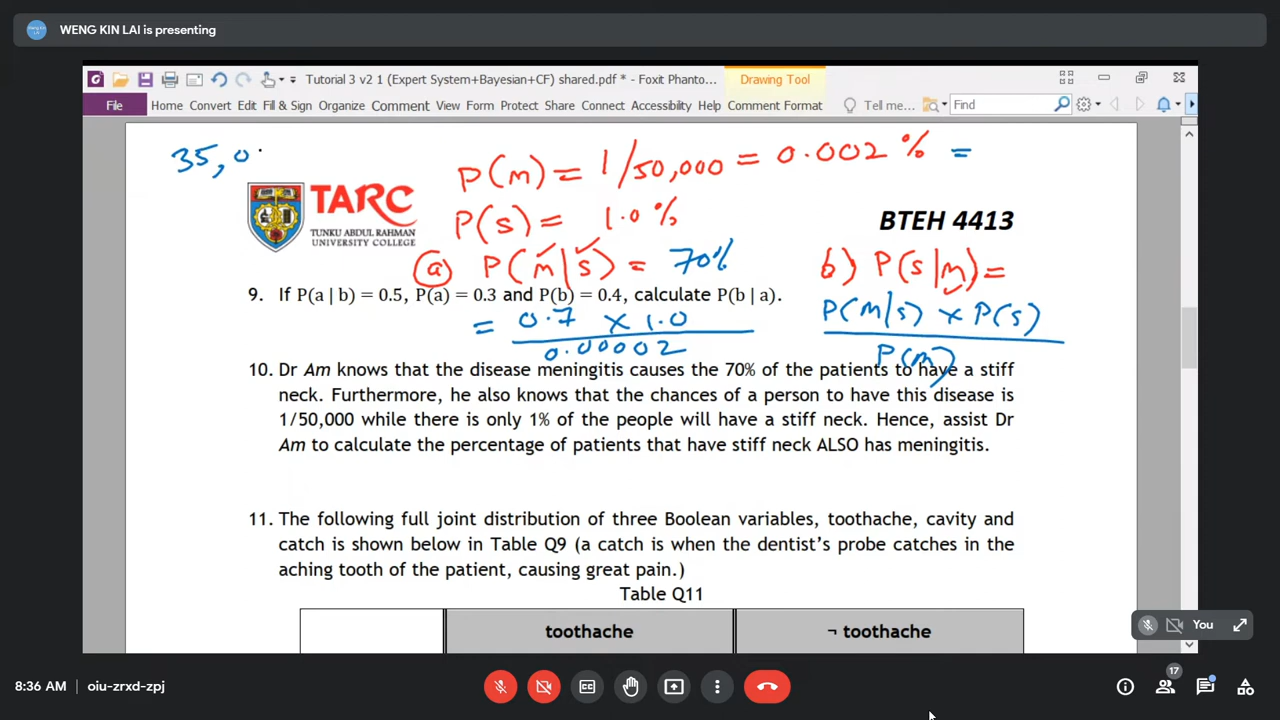 WENG KIN LAI is presenting
Tutorial 3 v2 1 (Expert System+Bayesian+CF) shared.pdf * - Foxit Phanto...
Drawing Tool
File Home Convert Edit Fill & Sign Organize Comment View Form Protect Share Connect Accessibility Help Comment Format Tell me... Find
35,0
P(m) = 1/50,000 = 0.002 % =
P(s) = 1.0 %
TARC
TUNKU ABDUL RAHMAN
UNIVERSITY COLLEGE
BTEH 4413
(a) P(m|s) = 70%
b) P(s|m) =
9. If P(a | b) = 0.5, P(a) = 0.3 and P(b) = 0.4, calculate P(b | a).
= 0.7 x 1.0
0.00002
P(m|s) x P(s)
P(m)
10. Dr Am knows that the disease meningitis causes the 70% of the patients to have a stiff
neck. Furthermore, he also knows that the chances of a person to have this disease is
1/50,000 while there is only 1% of the people will have a stiff neck. Hence, assist Dr
Am to calculate the percentage of patients that have stiff neck ALSO has meningitis.
11. The following full joint distribution of three Boolean variables, toothache, cavity and
catch is shown below in Table Q9 (a catch is when the dentist's probe catches in the
aching tooth of the patient, causing great pain.)
Table Q11
toothache
¬ toothache
You
8:36 AM oiu-zrxd-zpj
17